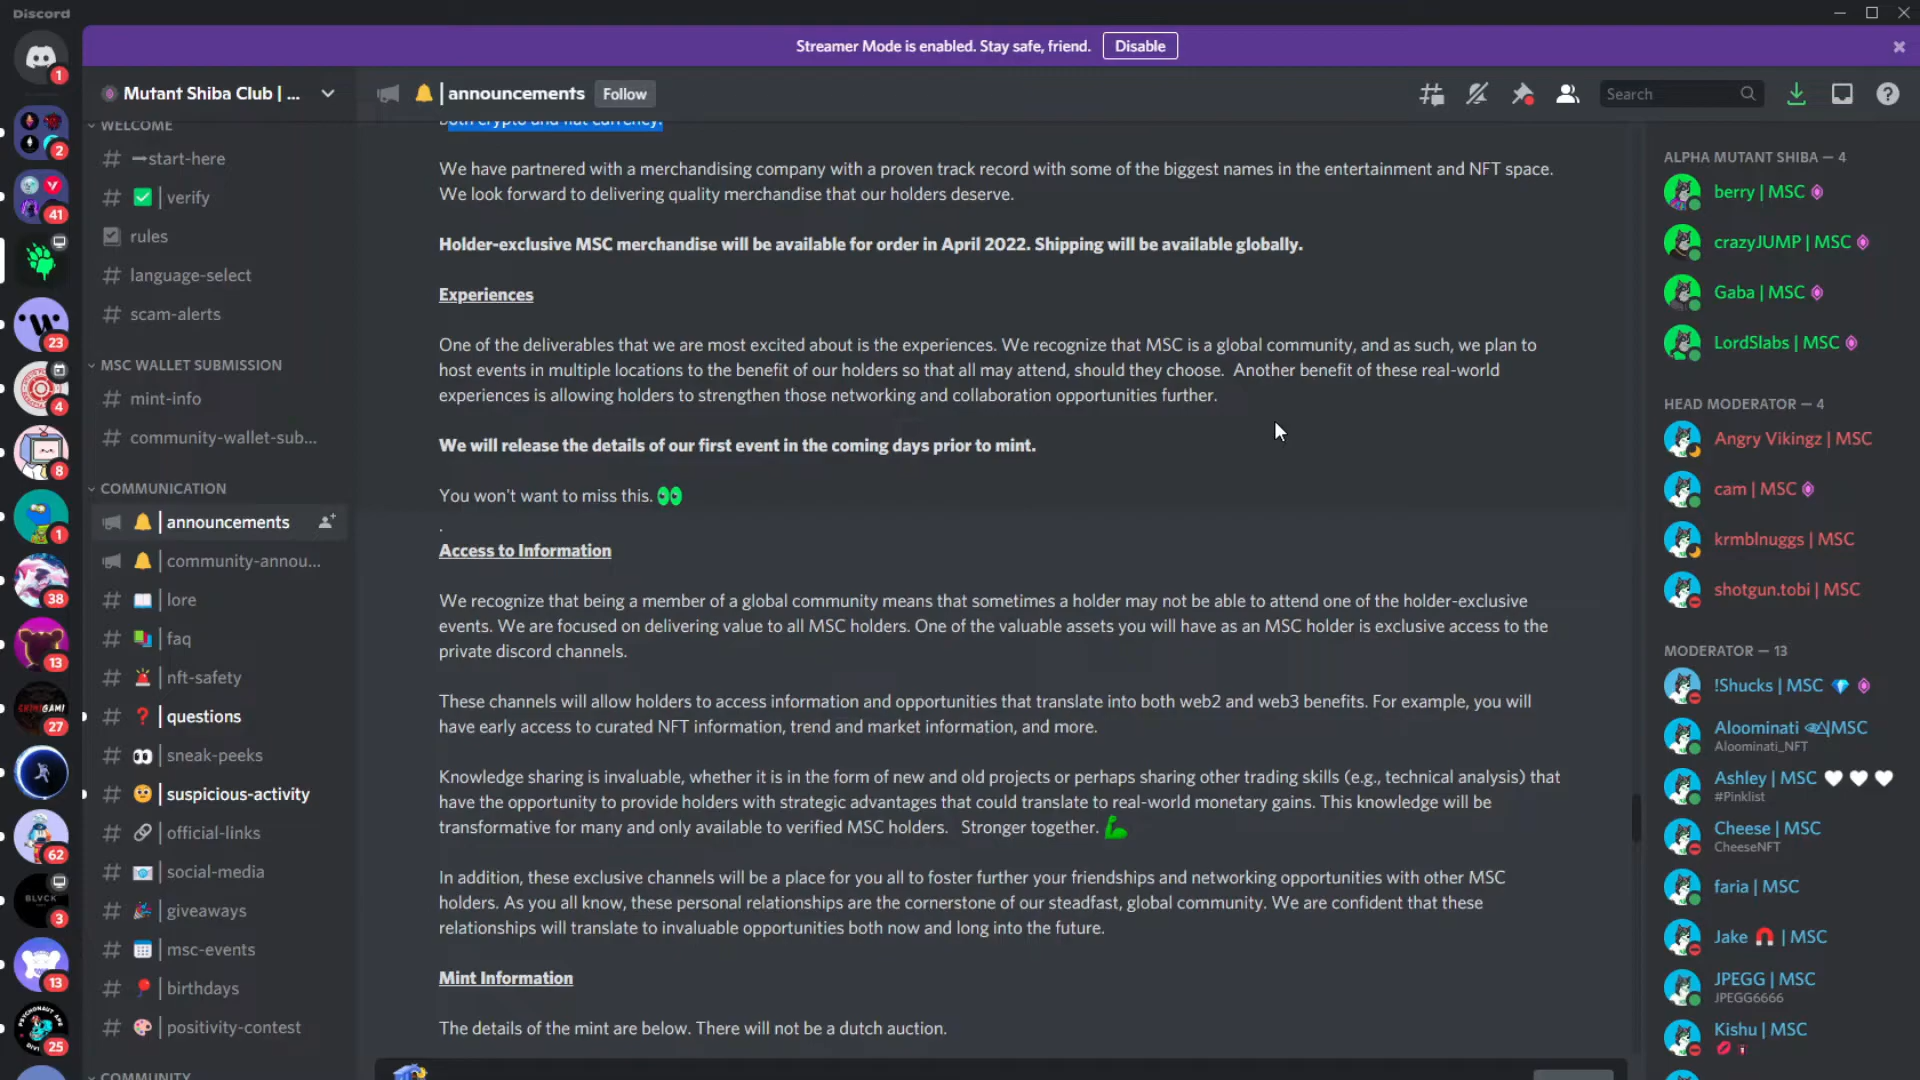 Discord
Streamer Mode is enabled. Stay safe, friend.
Disable
Mutant Shiba Club | ...
announcements
Follow
Search
WELCOME
start-here
verify
rules
language-select
scam-alerts
MSC WALLET SUBMISSION
mint-info
community-wallet-sub...
COMMUNICATION
announcements
community-annou...
lore
faq
nft-safety
questions
sneak-peeks
suspicious-activity
official-links
social-media
giveaways
msc-events
birthdays
positivity-contest
COMMUNITY
1
2
41
23
4
8
1
38
13
27
62
BLVCK
3
13
25
both crypto and fiat currency.
We have partnered with a merchandising company with a proven track record with some of the biggest names in the entertainment and NFT space.
We look forward to delivering quality merchandise that our holders deserve.
Holder-exclusive MSC merchandise will be available for order in April 2022. Shipping will be available globally.
Experiences
One of the deliverables that we are most excited about is the experiences. We recognize that MSC is a global community, and as such, we plan to
host events in multiple locations to the benefit of our holders so that all may attend, should they choose. Another benefit of these real-world
experiences is allowing holders to strengthen those networking and collaboration opportunities further.
We will release the details of our first event in the coming days prior to mint.
You won't want to miss this.
.
Access to Information
We recognize that being a member of a global community means that sometimes a holder may not be able to attend one of the holder-exclusive
events. We are focused on delivering value to all MSC holders. One of the valuable assets you will have as an MSC holder is exclusive access to the
private discord channels.
These channels will allow holders to access information and opportunities that translate into both web2 and web3 benefits. For example, you will
have early access to curated NFT information, trend and market information, and more.
Knowledge sharing is invaluable, whether it is in the form of new and old projects or perhaps sharing other trading skills (e.g., technical analysis) that
have the opportunity to provide holders with strategic advantages that could translate to real-world monetary gains. This knowledge will be
transformative for many and only available to verified MSC holders. Stronger together.
In addition, these exclusive channels will be a place for you all to foster further your friendships and networking opportunities with other MSC
holders. As you all know, these personal relationships are the cornerstone of our steadfast, global community. We are confident that these
relationships will translate to invaluable opportunities both now and long into the future.
Mint Information
The details of the mint are below. There will not be a dutch auction.
ALPHA MUTANT SHIBA — 4
berry | MSC
crazyJUMP | MSC
Gaba | MSC
LordSlabs | MSC
HEAD MODERATOR — 4
Angry Vikingz | MSC
cam | MSC
krmblnuggs | MSC
shotgun.tobi | MSC
MODERATOR — 13
!Shucks | MSC
Aloominati |MSC
Aloominati_NFT
Ashley | MSC
#Pinklist
Cheese | MSC
CheeseNFT
faria | MSC
Jake | MSC
JPEGG | MSC
JPEGG6666
Kishu | MSC